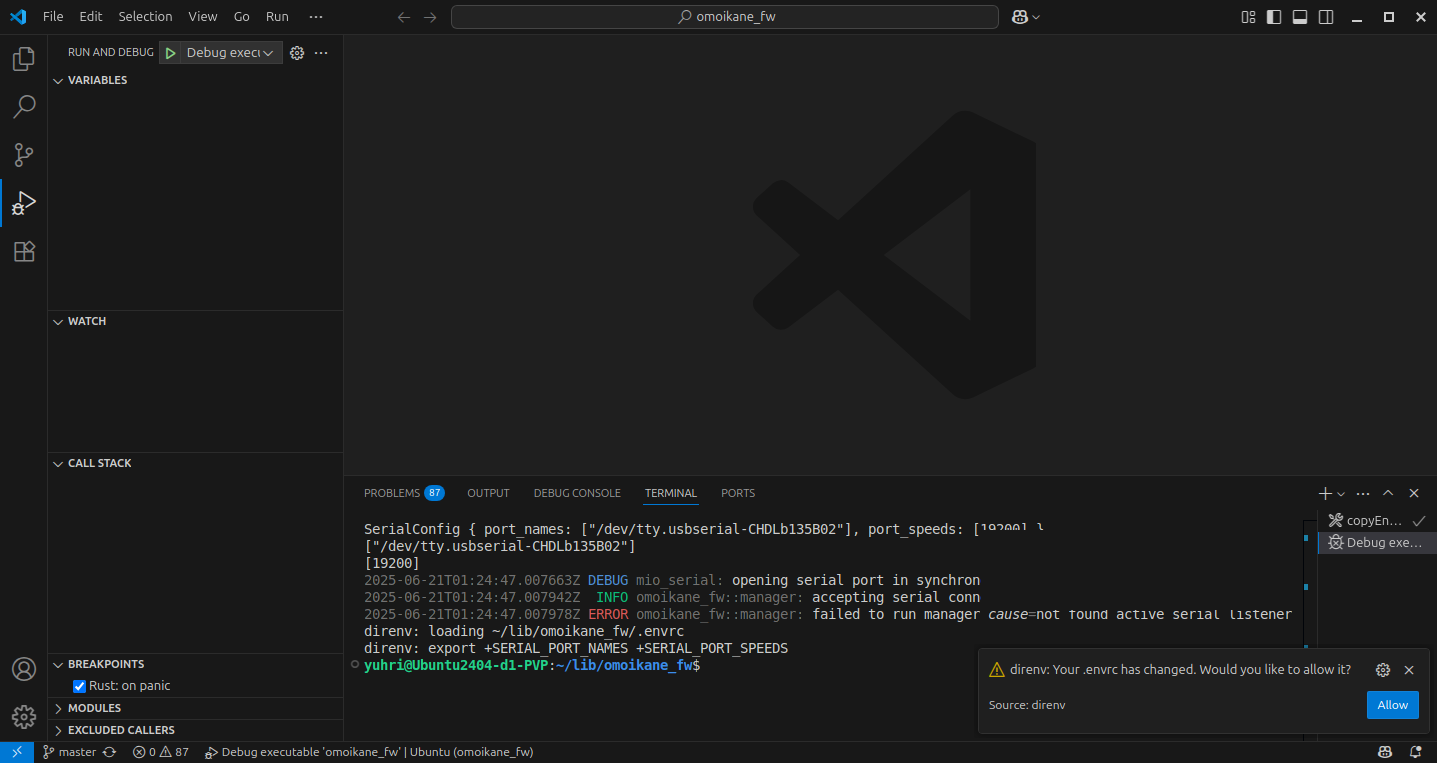 File Edit Selection View Go Run ···
omoikane_fw
RUN AND DEBUG
Debug execu
VARIABLES
WATCH
CALL STACK
BREAKPOINTS
Rust: on panic
MODULES
EXCLUDED CALLERS
PROBLEMS 87 OUTPUT DEBUG CONSOLE TERMINAL PORTS
SerialConfig { port_names: ["/dev/tty.usbserial-CHDLb135B02"], port_speeds: [19200] }
["/dev/tty.usbserial-CHDLb135B02"]
[19200]
2025-06-21T01:24:47.007663Z DEBUG mio_serial: opening serial port in synchron
2025-06-21T01:24:47.007942Z INFO omoikane_fw::manager: accepting serial conn
2025-06-21T01:24:47.007978Z ERROR omoikane_fw::manager: failed to run manager cause=not found active serial listener
direnv: loading ~/lib/omoikane_fw/.envrc
direnv: export +SERIAL_PORT_NAMES +SERIAL_PORT_SPEEDS
yuhri@Ubuntu2404-d1-PVP:~/lib/omoikane_fw$
copyEn...
Debug exe...
direnv: Your .envrc has changed. Would you like to allow it?
Source: direnv
Allow
master 0 87 Debug executable 'omoikane_fw' | Ubuntu (omoikane_fw)